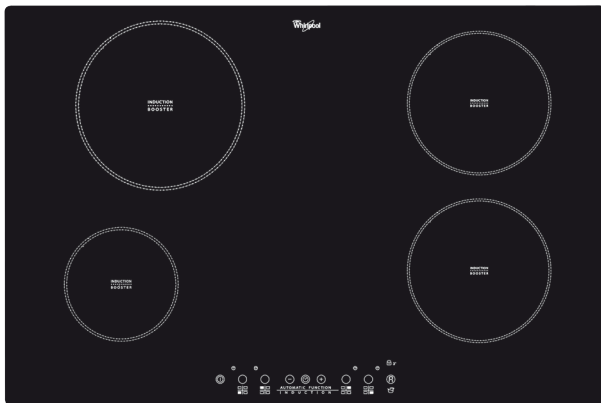 Whirlpool
INDUCTION
BOOSTER
INDUCTION
BOOSTER
INDUCTION
BOOSTER
INDUCTION
BOOSTER
AUTOMATIC FUNCTION
INDUCTION